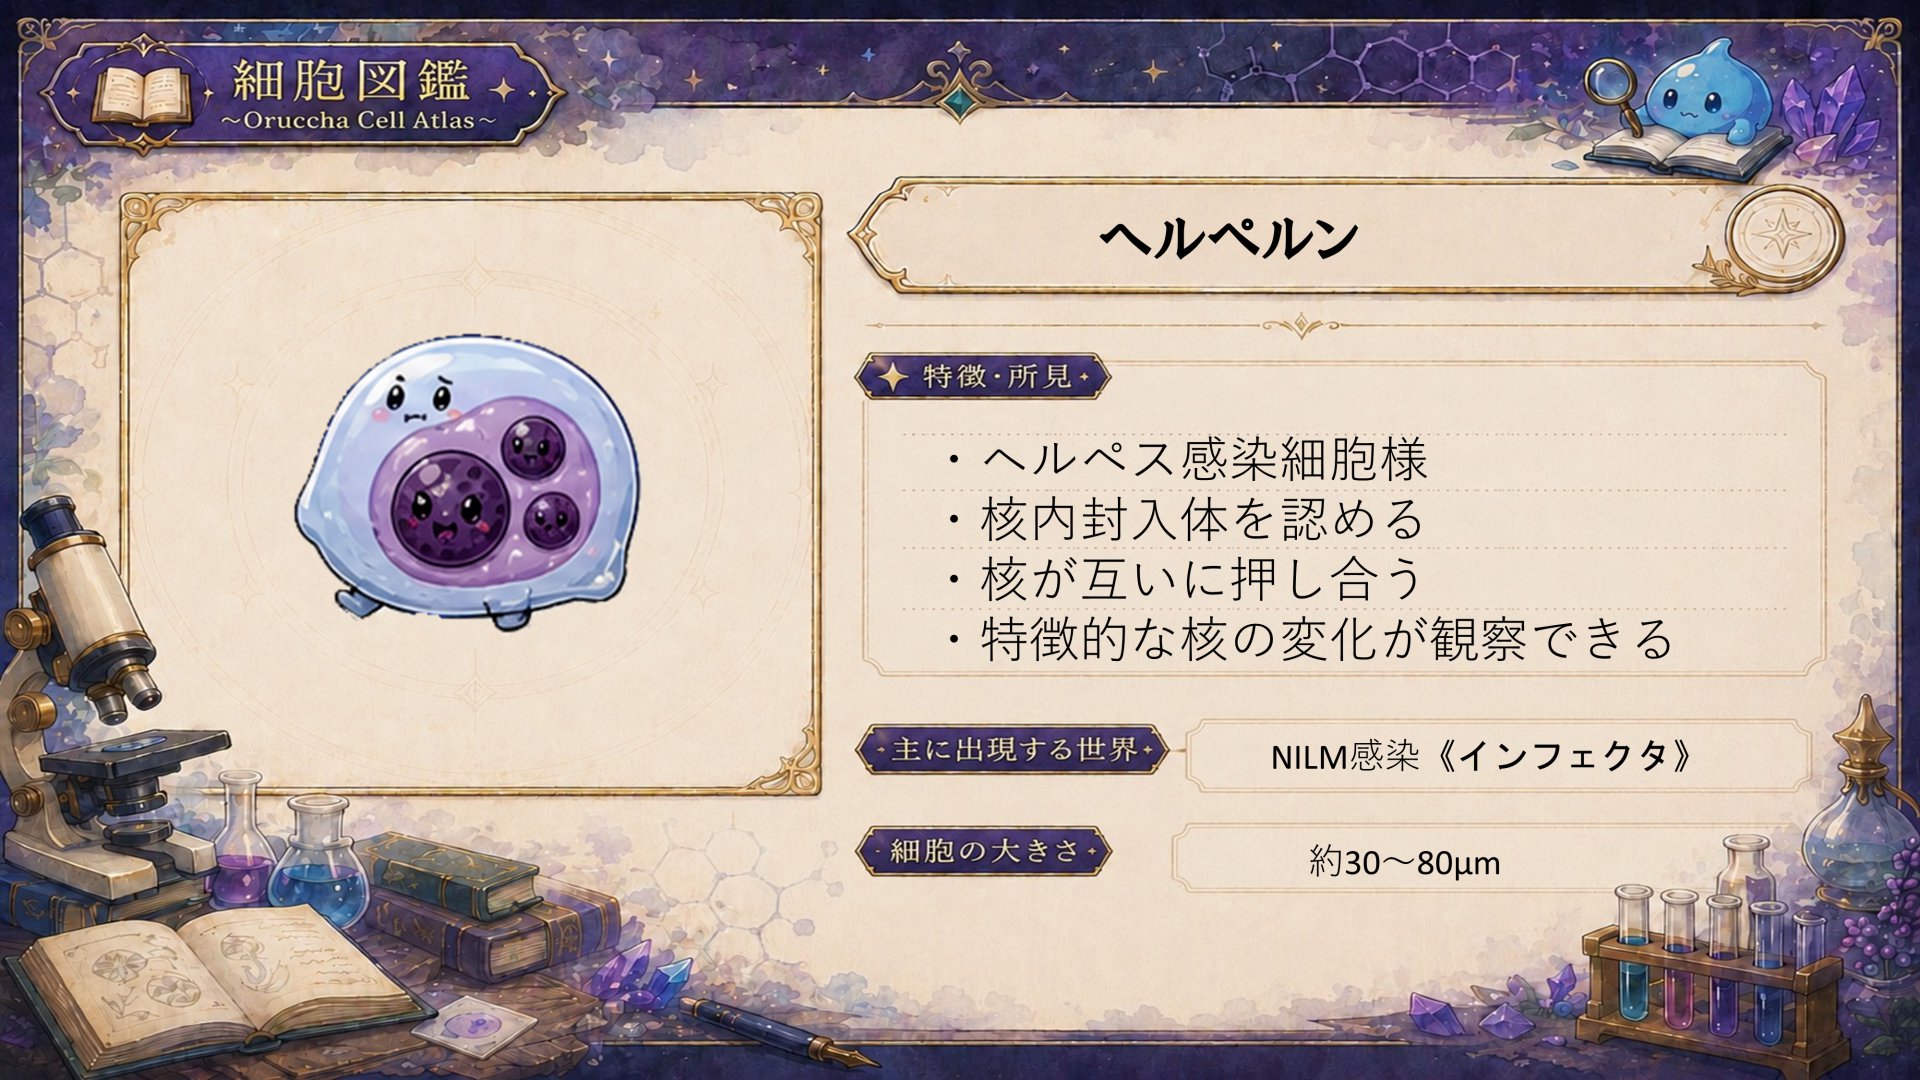 細胞図鑑
～Oruccha Cell Atlas～
ヘルペルン
特徴・所見
・ヘルペス感染細胞様
・核内封入体を認める
・核が互いに押し合う
・特徴的な核の変化が観察できる
主に出現する世界
NILM感染《インフェクタ》
細胞の大きさ
約30～80μm